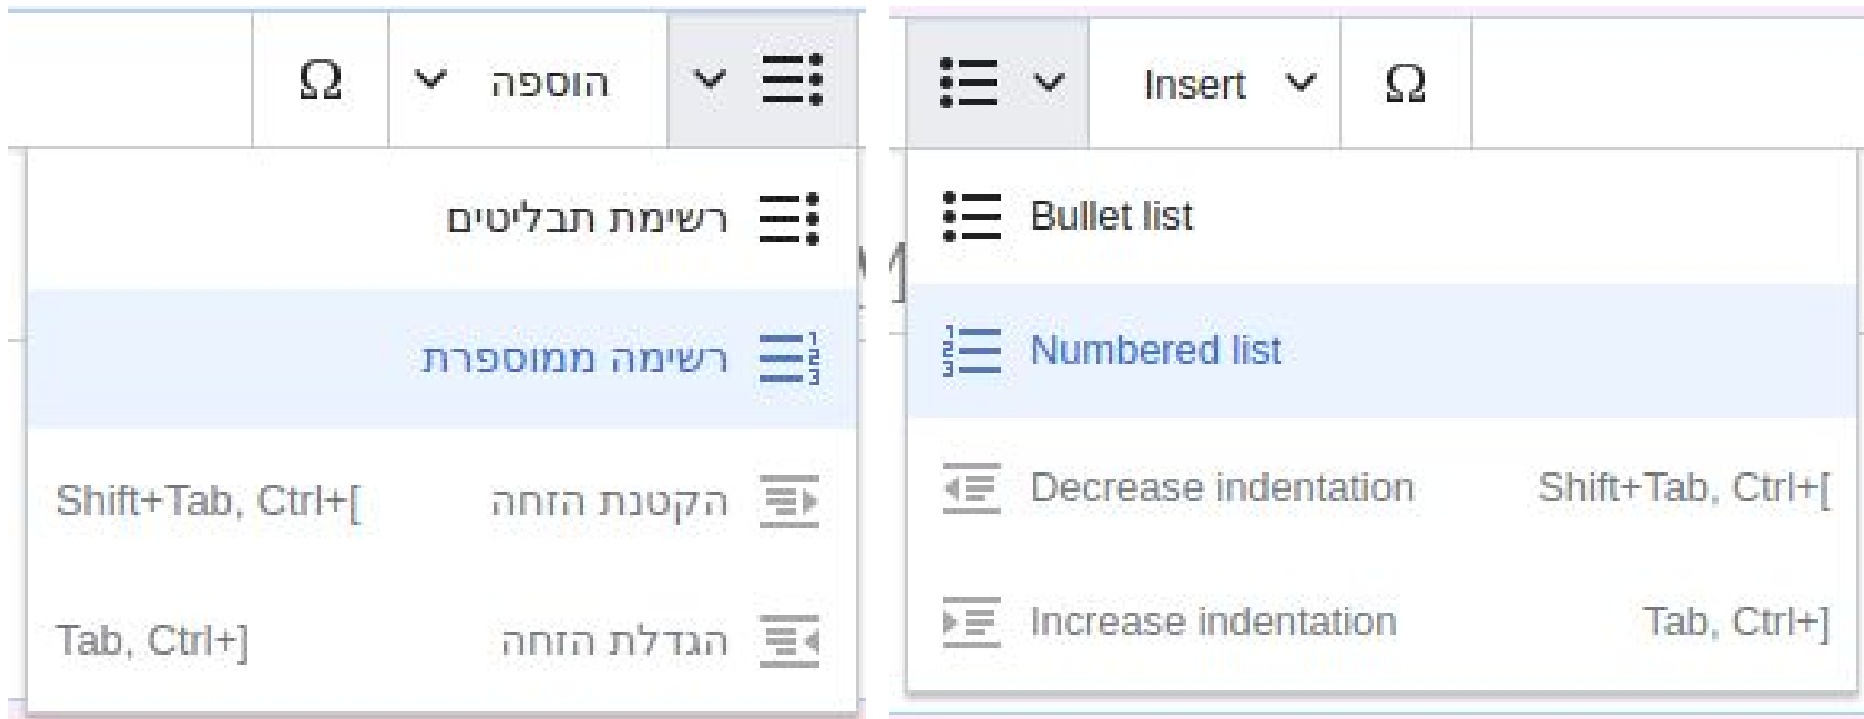 הוספה Ω
רשימת תבליטים
רשימה ממוספרת
הקטנת הזחה Shift+Tab, Ctrl+[
הגדלת הזחה Tab, Ctrl+]
Insert Ω
Bullet list
Numbered list
Decrease indentation Shift+Tab, Ctrl+[
Increase indentation Tab, Ctrl+]